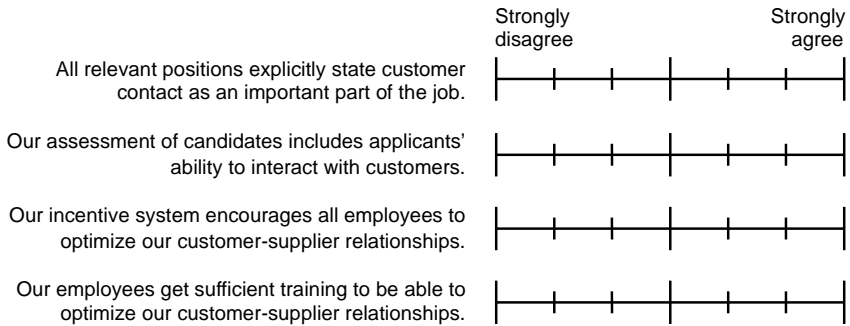 Strongly disagree
Strongly agree
All relevant positions explicitly state customer
contact as an important part of the job.
Our assessment of candidates includes applicants’
ability to interact with customers.
Our incentive system encourages all employees to
optimize our customer-supplier relationships.
Our employees get sufficient training to be able to
optimize our customer-supplier relationships.